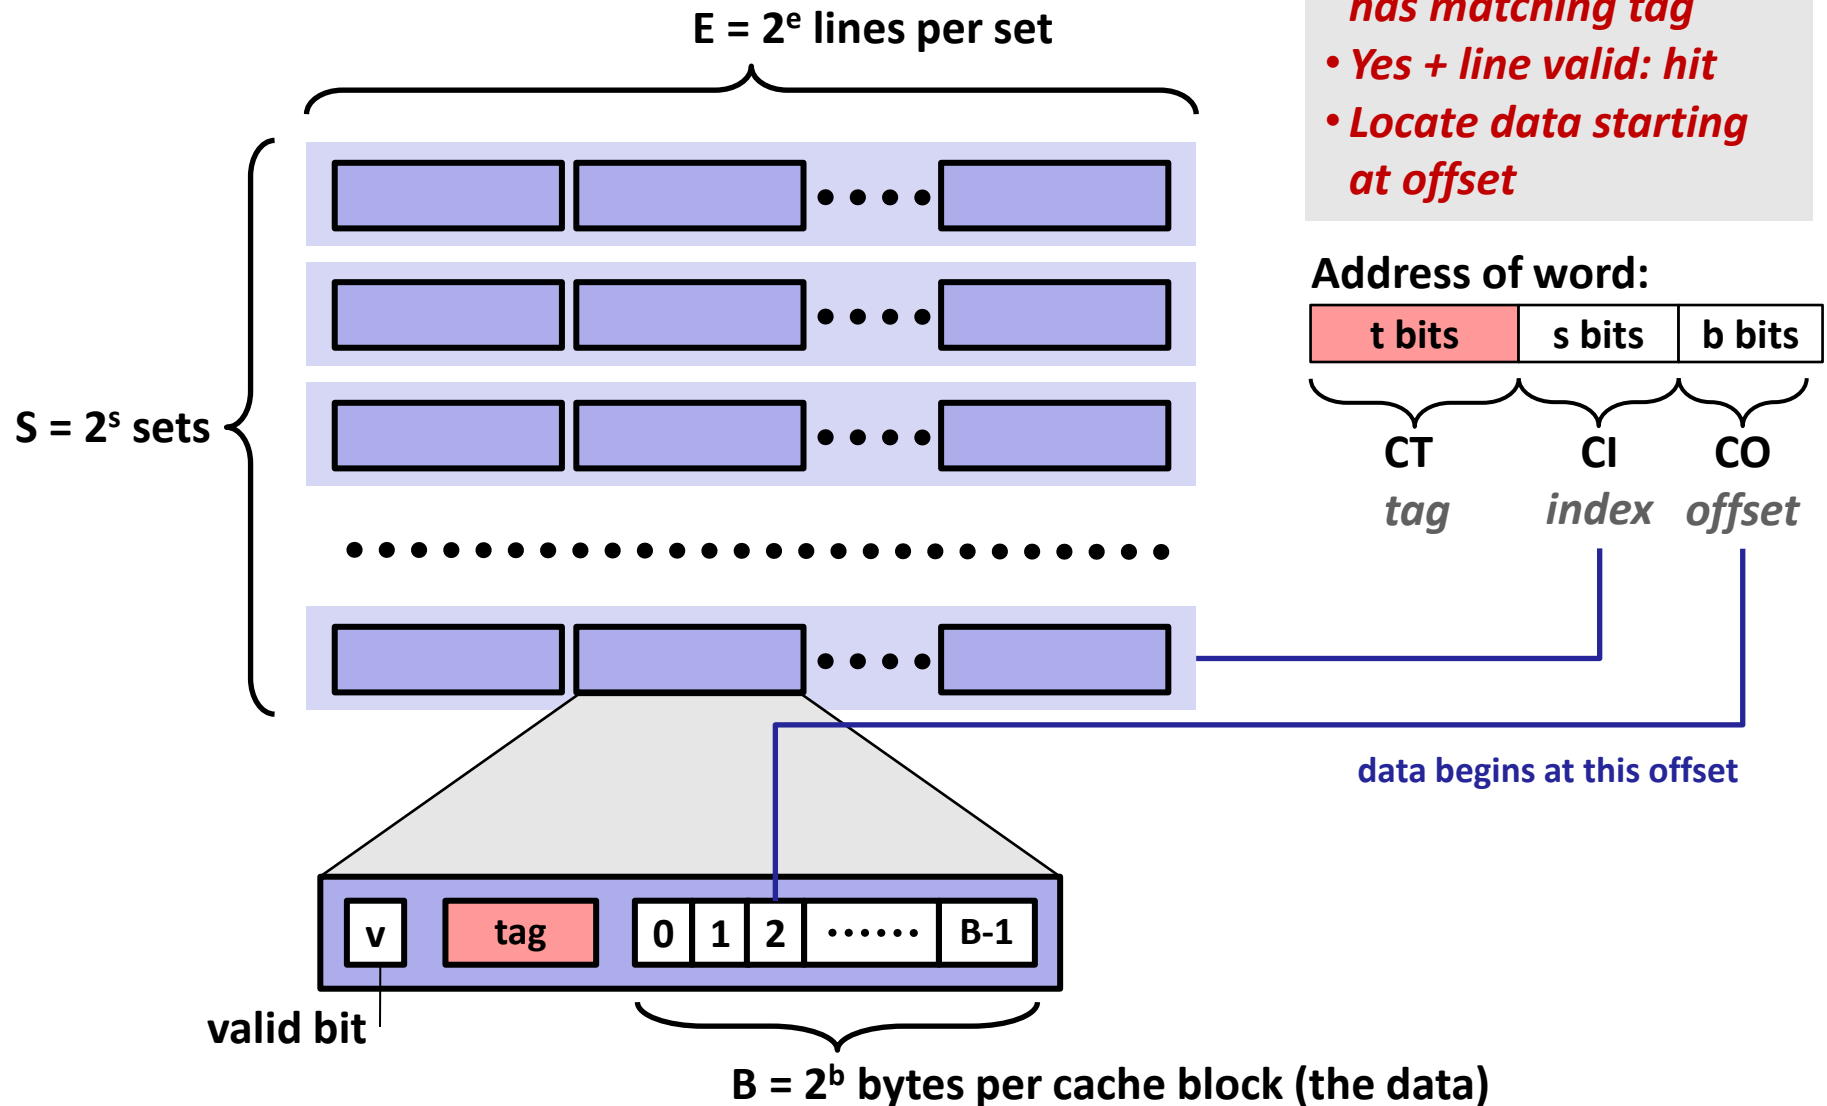 E = 2ᵉ lines per set
has matching tag
• Yes + line valid: hit
• Locate data starting
at offset
Address of word:
t bits s bits b bits
S = 2ˢ sets
CT CI CO
tag index offset
data begins at this offset
v tag 0 1 2 •••••• B-1
valid bit
B = 2ᵇ bytes per cache block (the data)